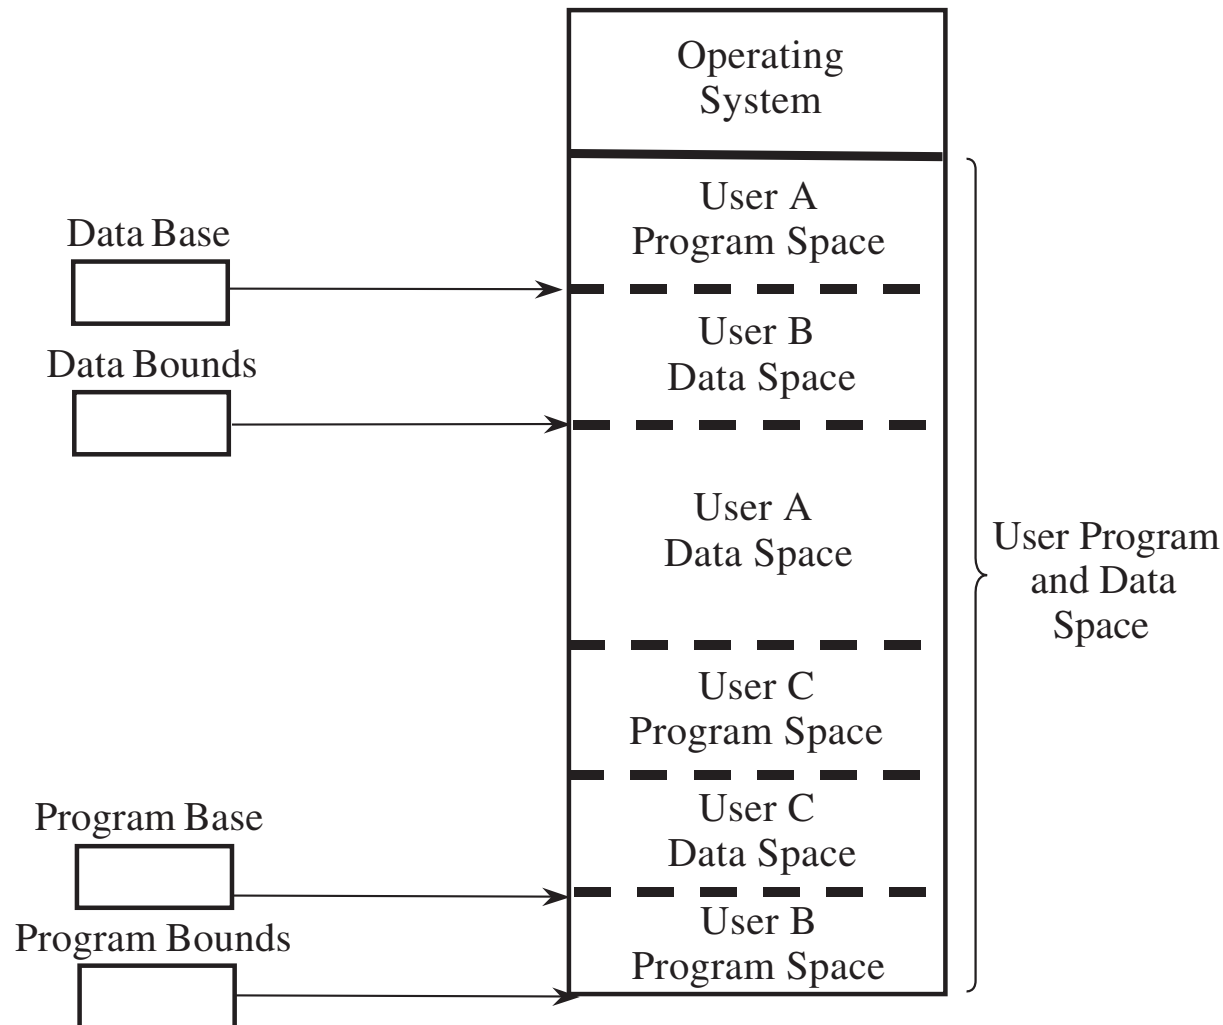 Operating
System
User A
Program Space
Data Base
User B
Data Space
Data Bounds
User A
Data Space
User Program
and Data
Space
User C
Program Space
Program Base
User C
Data Space
Program Bounds
User B
Program Space